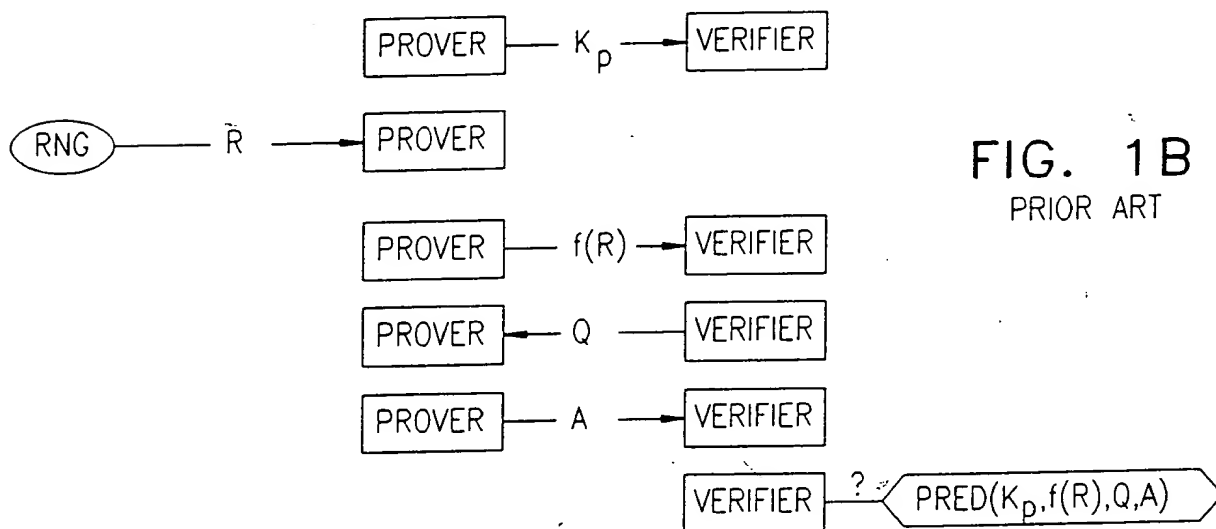 PROVER K_p VERIFIER
RNG R PROVER
FIG. 1B
PRIOR ART
PROVER f(R) VERIFIER
PROVER Q VERIFIER
PROVER A VERIFIER
VERIFIER ? PRED(K_p,f(R),Q,A)